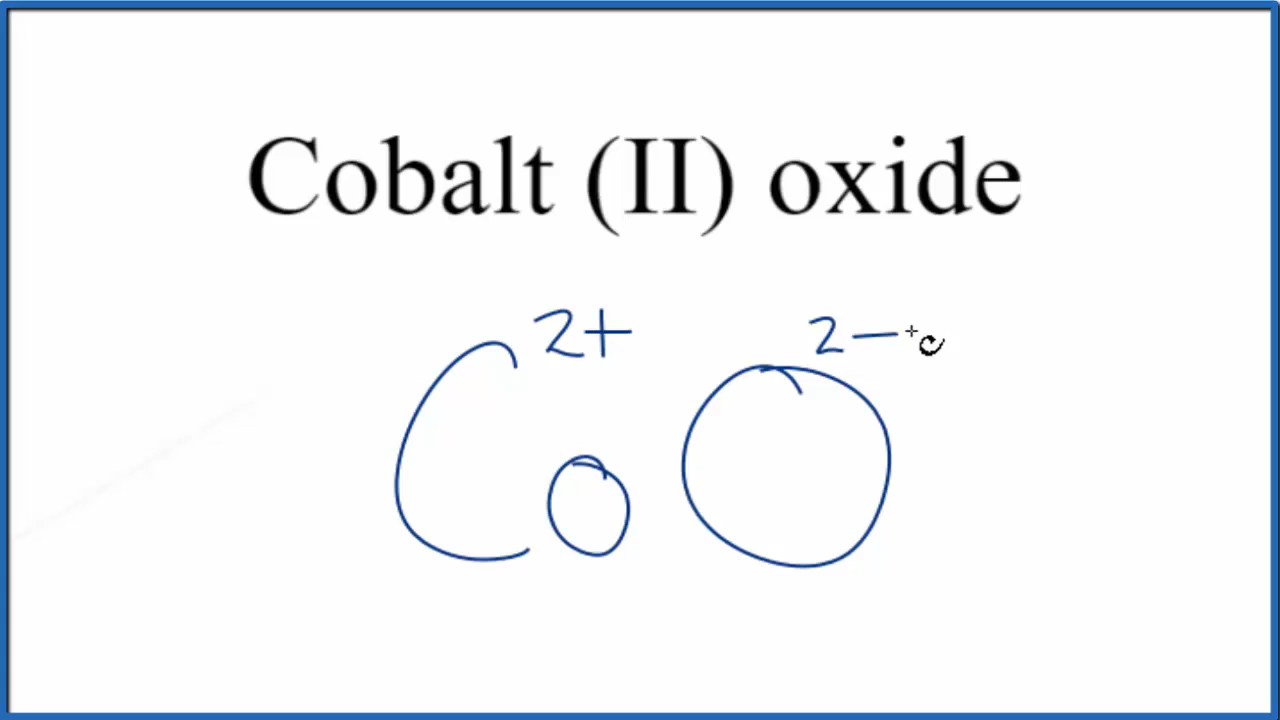 Cobalt (II) oxide
Co²⁺ O²⁻